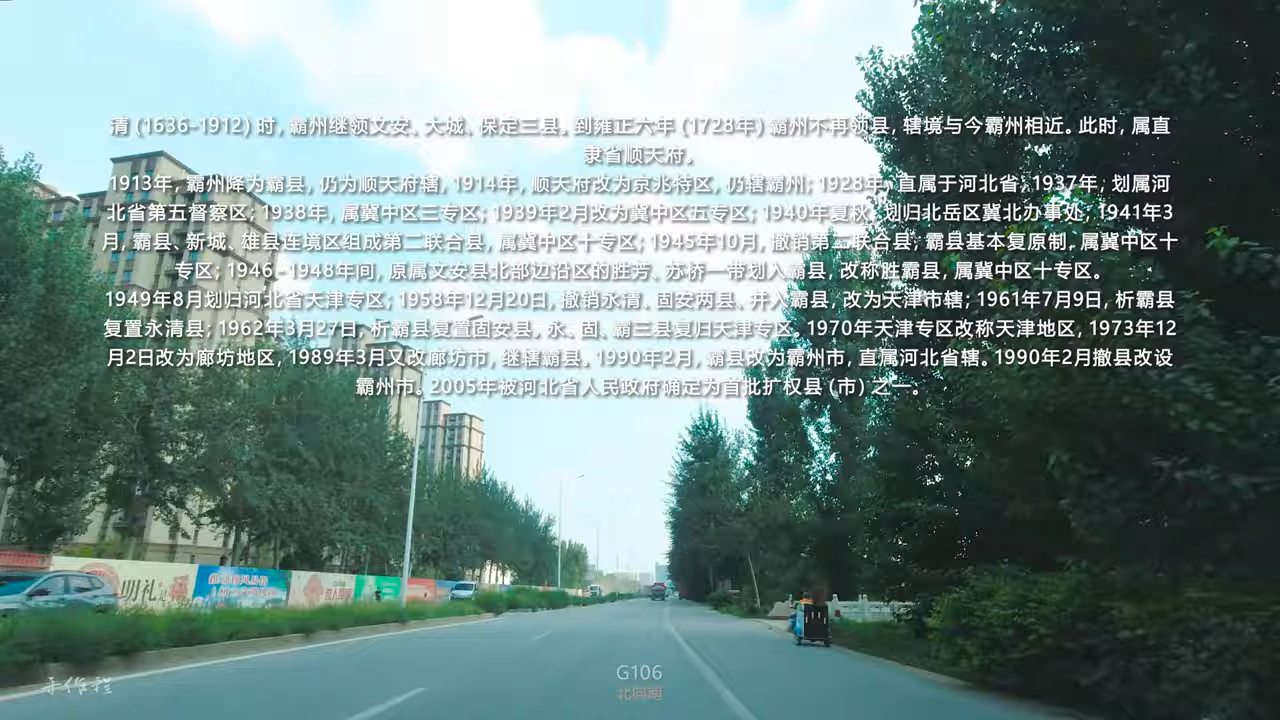 清 (1636-1912) 时, 霸州继领文安、大城、保定三县。到雍正六年 (1728年) 霸州不再领县, 辖境与今霸州相近。此时, 属直
隶省顺天府。
1913年, 霸州降为霸县, 仍为顺天府辖, 1914年, 顺天府改为京兆特区, 仍辖霸州; 1928年, 直属于河北省, 1937年, 划属河
北省第五督察区; 1938年, 属冀中区三专区; 1939年2月改为冀中区五专区; 1940年夏秋, 划归北岳区冀北办事处, 1941年3
月, 霸县、新城、雄县连境区组成第二联合县, 属冀中区十专区; 1945年10月, 撤销第二联合县, 霸县基本复原制, 属冀中区十
专区; 1946-1948年间, 原属文安县北部边沿区的胜芳、苏桥一带划入霸县, 改称胜霸县, 属冀中区十专区。
1949年8月划归河北省天津专区; 1958年12月20日, 撤销永清、固安两县、并入霸县, 改为天津市辖; 1961年7月9日, 析霸县
复置永清县; 1962年3月27日, 析霸县复置固安县, 永、固、霸三县复归天津专区。1970年天津专区改称天津地区, 1973年12
月2日改为廊坊地区, 1989年3月又改廊坊市, 继辖霸县。1990年2月, 霸县改为霸州市, 直属河北省辖。1990年2月撤县改设
霸州市。2005年被河北省人民政府确定为首批扩权县 (市) 之一。
明礼
G106
北向南